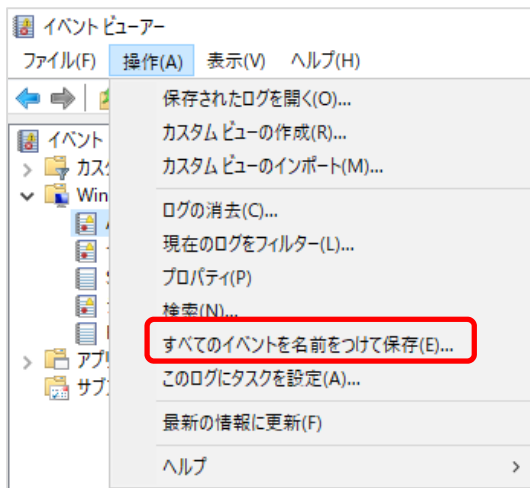 イベント ビューアー
ファイル(F) 操作(A) 表示(V) ヘルプ(H)
保存されたログを開く(O)...
カスタム ビューの作成(R)...
カスタム ビューのインポート(M)...
ログの消去(C)...
現在のログをフィルター(L)...
プロパティ(P)
検索(N)...
すべてのイベントを名前をつけて保存(E)...
このログにタスクを設定(A)...
最新の情報に更新(F)
ヘルプ
イベント
カスタ
Win
アプリ
サブ